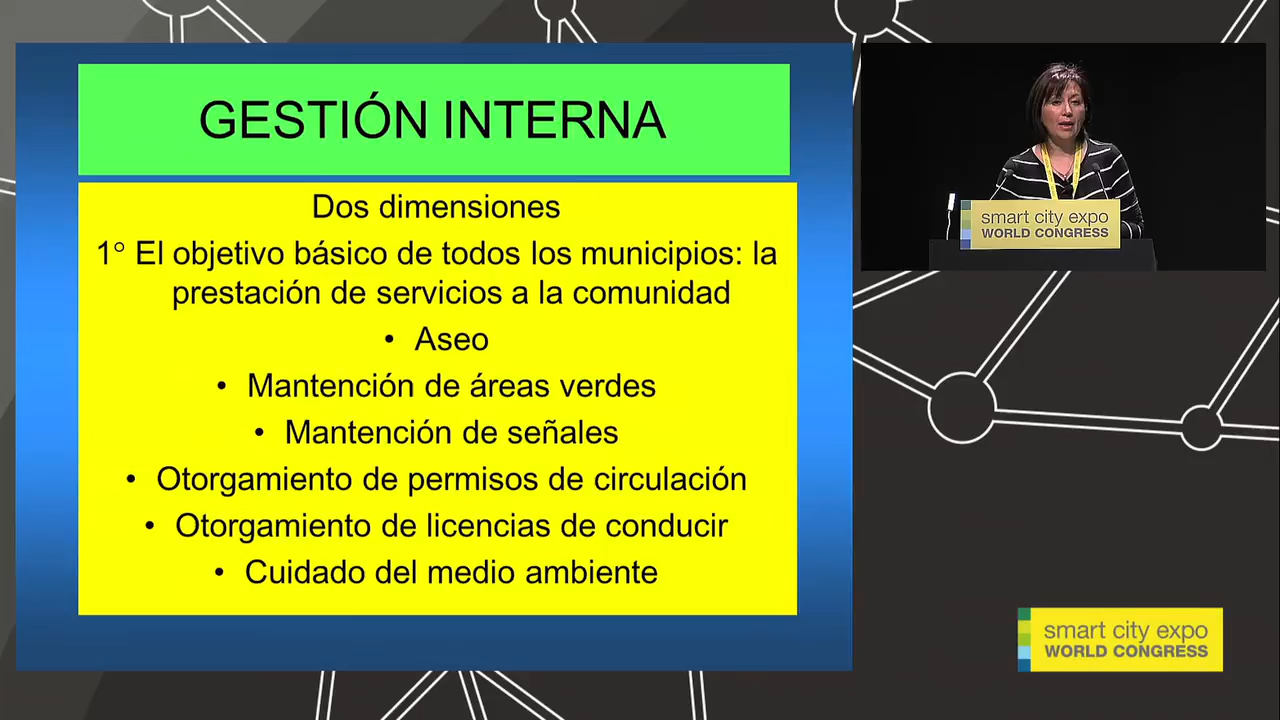 GESTIÓN INTERNA
Dos dimensiones
1° El objetivo básico de todos los municipios: la
prestación de servicios a la comunidad
• Aseo
• Mantención de áreas verdes
• Mantención de señales
• Otorgamiento de permisos de circulación
• Otorgamiento de licencias de conducir
• Cuidado del medio ambiente
smart city expo
WORLD CONGRESS
smart city expo
WORLD CONGRESS